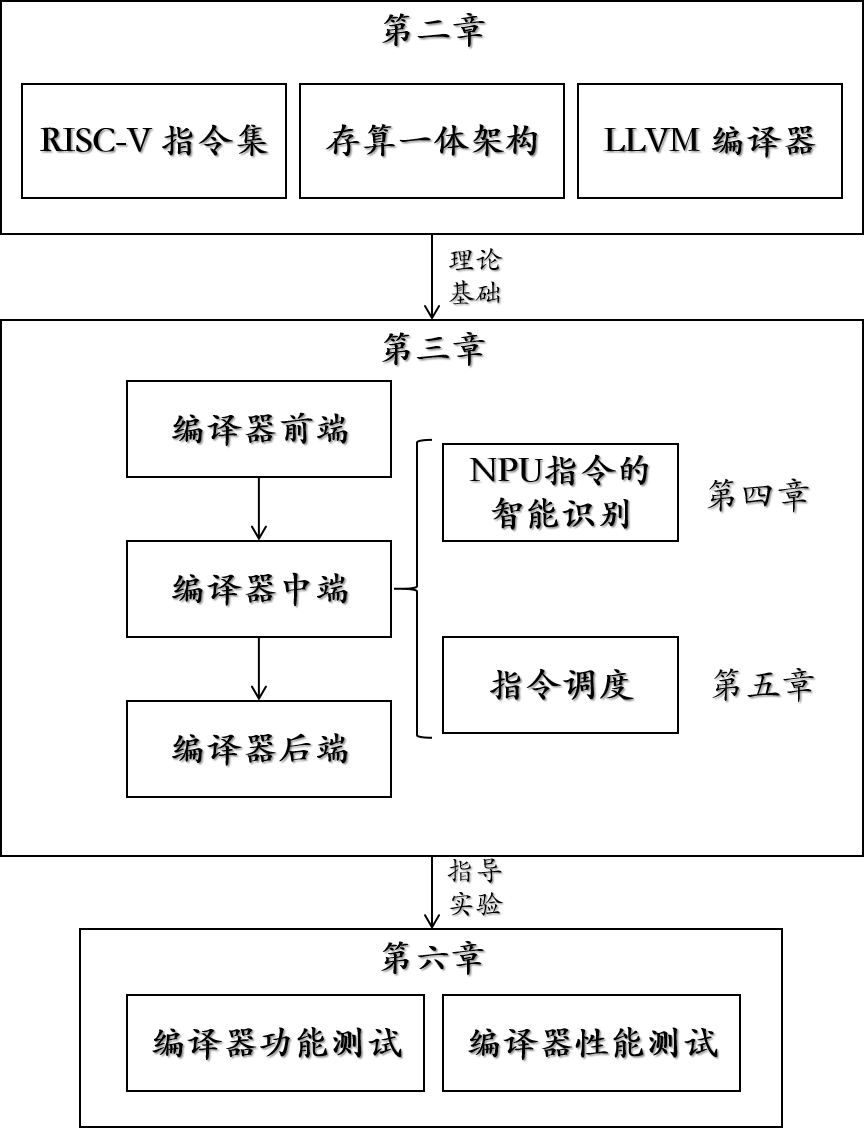 第二章
RISC-V 指令集
存算一体架构
LLVM 编译器
理论
基础
第三章
编译器前端
编译器中端
编译器后端
NPU指令的
智能识别
第四章
指令调度
第五章
指导
实验
第六章
编译器功能测试
编译器性能测试